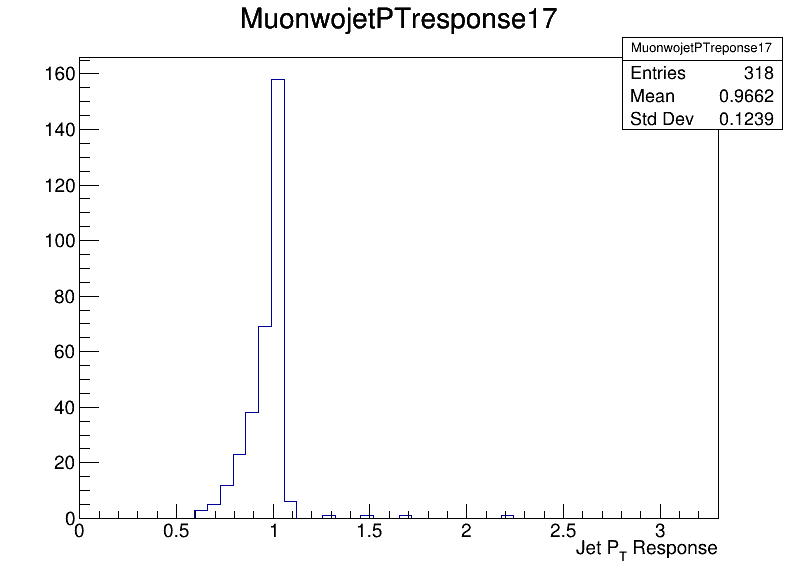 MuonwojetPTresponse17
MuonwojetPTreponse17
Entries 318
Mean 0.9662
Std Dev 0.1239
160
140
120
100
80
60
40
20
0
0 0.5 1 1.5 2 2.5 3
Jet PT Response